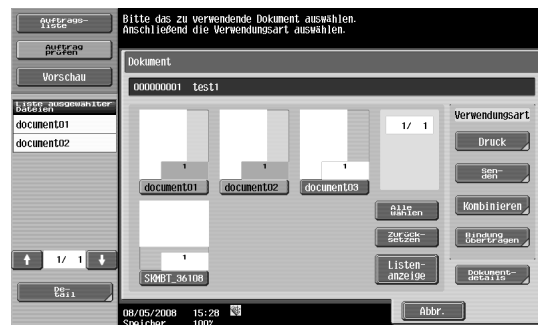 Auftrags-
liste
Auftrag
prüfen
Vorschau
Liste ausgewählter
Dateien
document01
document02
1/ 1
De-
tail
Bitte das zu verwendende Dokument auswählen.
Anschließend die Verwendungsart auswählen.
Dokument
000000001 test1
1
document01
1
document02
1
document03
1
SKMBT_36108
1/ 1
Alle
wählen
Zurück-
setzen
Listen-
anzeige
Verwendungsart
Druck
Sen-
den
Kombinieren
Bindung
übertragen
Dokument-
details
08/05/2008 15:28
Speicher 100%
Abbr.